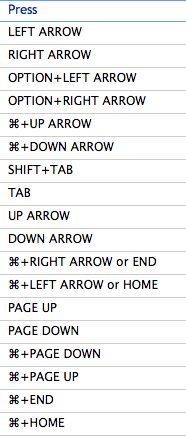 Press
LEFT ARROW
RIGHT ARROW
OPTION+LEFT ARROW
OPTION+RIGHT ARROW
⌘+UP ARROW
⌘+DOWN ARROW
SHIFT+TAB
TAB
UP ARROW
DOWN ARROW
⌘+RIGHT ARROW or END
⌘+LEFT ARROW or HOME
PAGE UP
PAGE DOWN
⌘+PAGE DOWN
⌘+PAGE UP
⌘+END
⌘+HOME